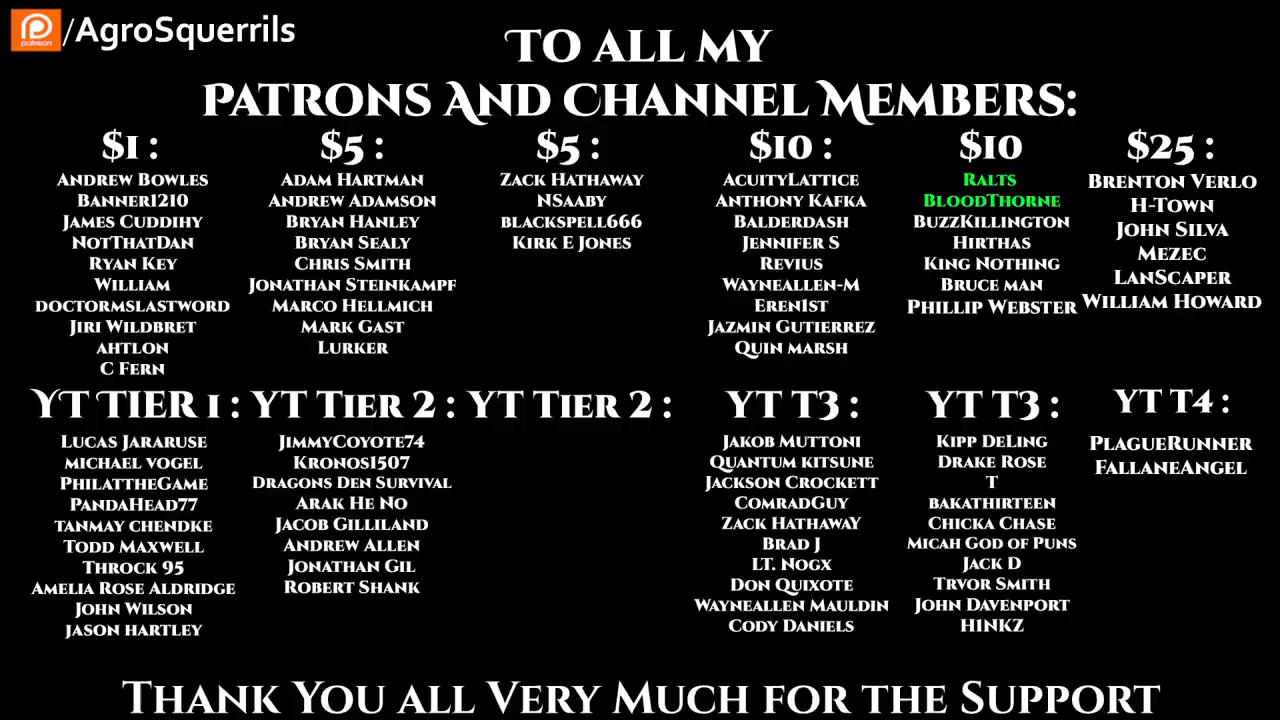 patreon
/AgroSquerrils
To all my
Patrons And Channel Members:
$1 :
Andrew Bowles
Banner1210
James Cuddihy
NotThatDan
Ryan Key
William
doctormslastword
Jiri Wildbret
ahtlon
C Fern
$5 :
Adam Hartman
Andrew Adamson
Bryan Hanley
Bryan Sealy
Chris Smith
Jonathan Steinkampf
Marco Hellmich
Mark Gast
Lurker
$5 :
Zack Hathaway
NSaaby
blackspell666
Kirk E Jones
$10 :
AcuityLattice
Anthony Kafka
Balderdash
Jennifer S
Revius
Wayneallen-M
Eren1st
Jazmin Gutierrez
Quin marsh
$10
Ralts
BloodThorne
BuzzKillington
Hirthas
King Nothing
Bruce man
Phillip Webster
$25 :
Brenton Verlo
H-Town
John Silva
Mezec
LanScaper
William Howard
YT Tier 1 :
Lucas Jararuse
michael vogel
PhilattheGame
PandaHead77
tanmay chendke
Todd Maxwell
Throck 95
Amelia Rose Aldridge
John Wilson
jason hartley
YT Tier 2 :
JimmyCoyote74
Kronos1507
Dragons Den Survival
Arak He No
Jacob Gilliland
Andrew Allen
Jonathan Gil
Robert Shank
YT Tier 2 :
YT T3 :
Jakob Muttoni
Quantum kitsune
Jackson Crockett
ComradGuy
Zack HathawaY
Brad J
Lt. Nogx
Don Quixote
Wayneallen Mauldin
Cody Daniels
YT T3 :
Kipp DeLing
Drake Rose
T
bakathirteen
Chicka Chase
Micah God of Puns
Jack D
Trvor Smith
John Davenport
H1NKZ
YT T4 :
PlagueRunner
FallaneAngel
Thank You all Very Much for the Support